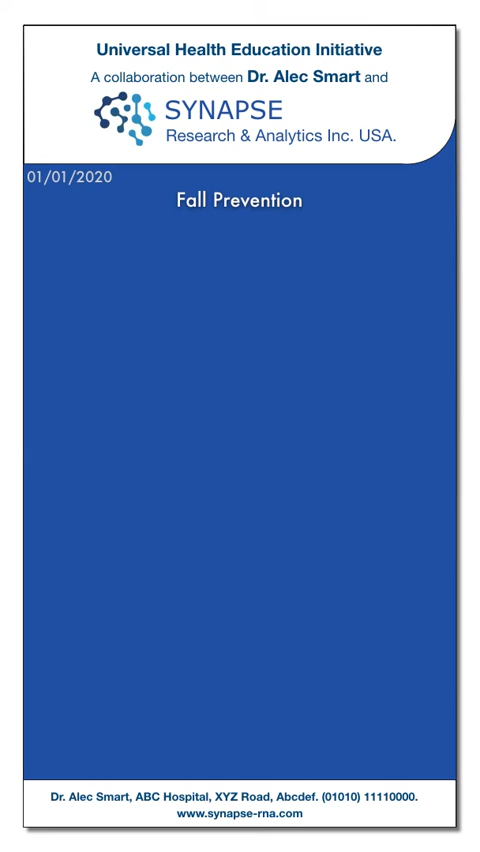 Universal Health Education Initiative
A collaboration between Dr. Alec Smart and
SYNAPSE
Research & Analytics Inc. USA.
01/01/2020
Fall Prevention
Dr. Alec Smart, ABC Hospital, XYZ Road, Abcdef. (01010) 11110000.
www.synapse-rna.com